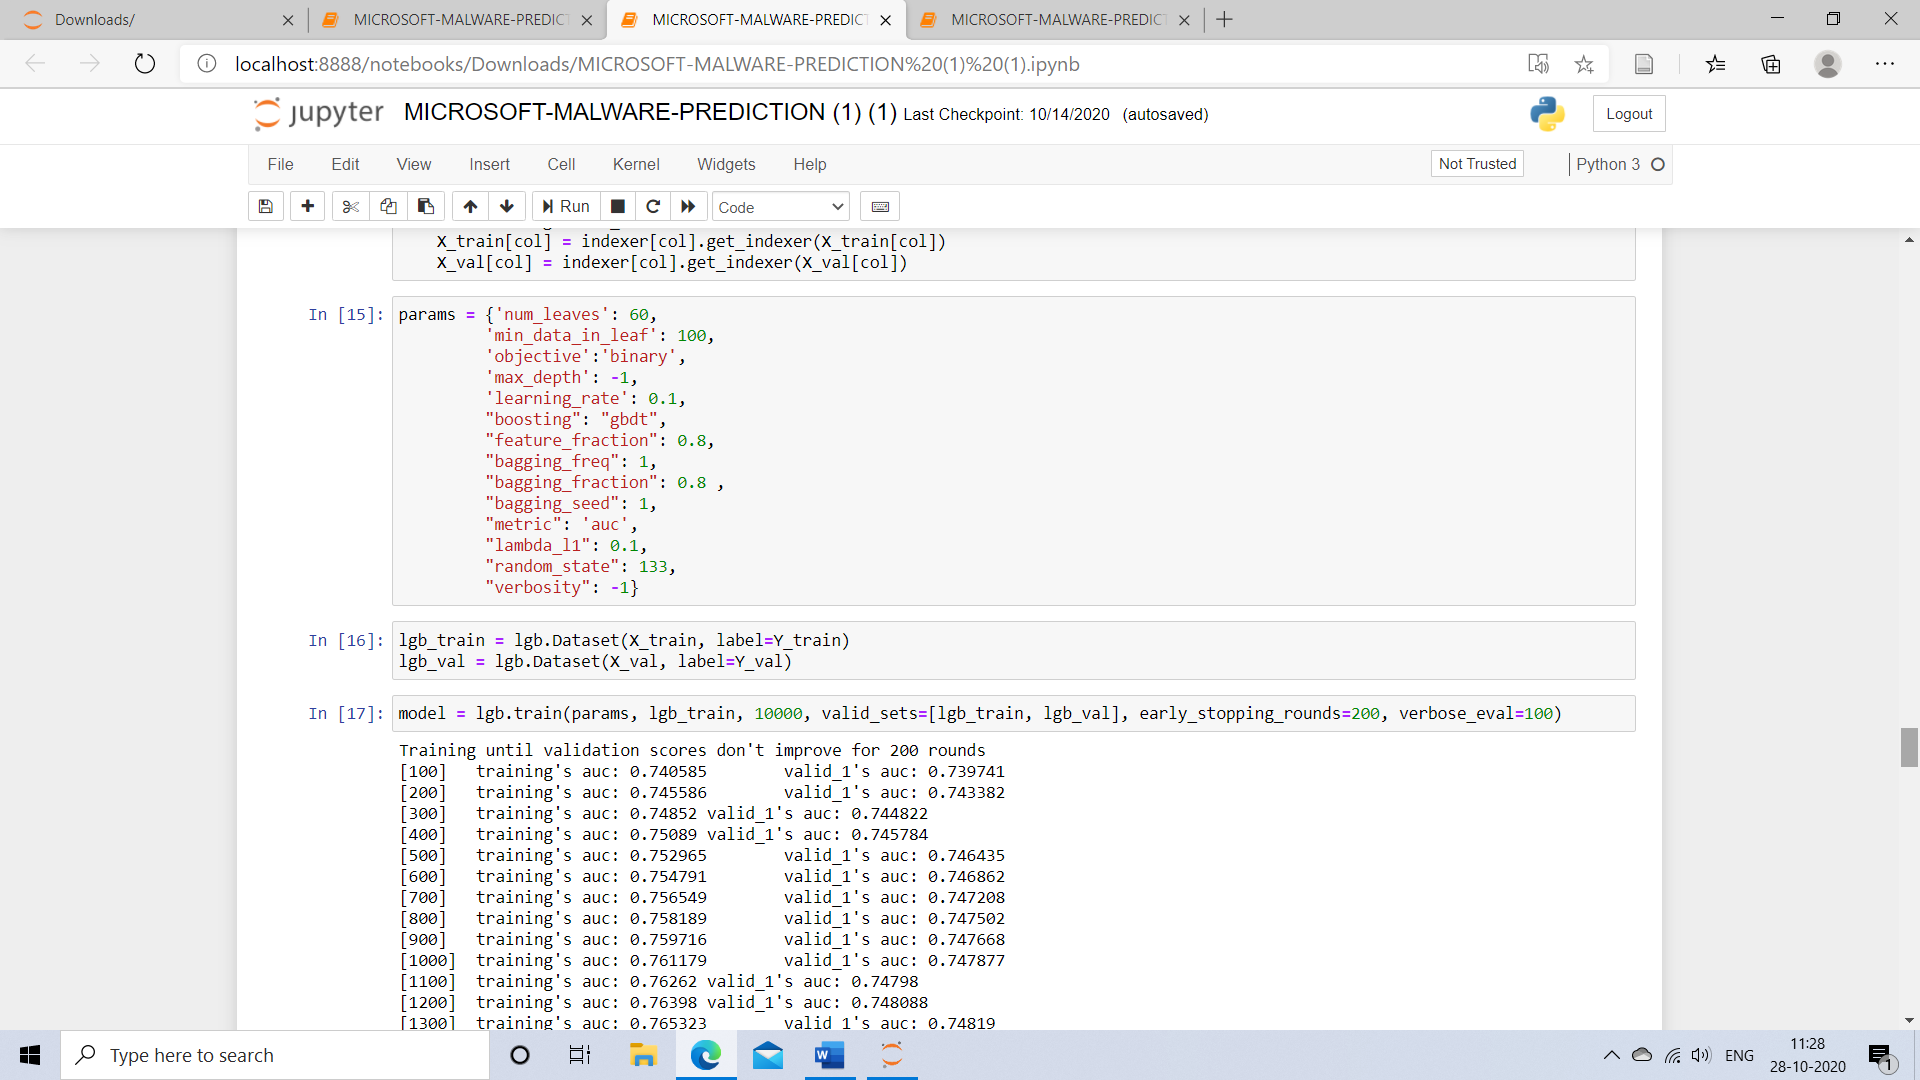 Downloads/
MICROSOFT-MALWARE-PREDICT
MICROSOFT-MALWARE-PREDICT
MICROSOFT-MALWARE-PREDICT
localhost:8888/notebooks/Downloads/MICROSOFT-MALWARE-PREDICTION%20(1)%20(1).ipynb
jupyter MICROSOFT-MALWARE-PREDICTION (1) (1) Last Checkpoint: 10/14/2020 (autosaved)
Logout
File Edit View Insert Cell Kernel Widgets Help
Not Trusted
Python 3
Run
Code
X_train[col] = indexer[col].get_indexer(X_train[col])
X_val[col] = indexer[col].get_indexer(X_val[col])
In [15]: params = {'num_leaves': 60,
'min_data_in_leaf': 100,
'objective':'binary',
'max_depth': -1,
'learning_rate': 0.1,
"boosting": "gbdt",
"feature_fraction": 0.8,
"bagging_freq": 1,
"bagging_fraction": 0.8 ,
"bagging_seed": 1,
"metric": 'auc',
"lambda_l1": 0.1,
"random_state": 133,
"verbosity": -1}
In [16]: lgb_train = lgb.Dataset(X_train, label=Y_train)
lgb_val = lgb.Dataset(X_val, label=Y_val)
In [17]: model = lgb.train(params, lgb_train, 10000, valid_sets=[lgb_train, lgb_val], early_stopping_rounds=200, verbose_eval=100)
Training until validation scores don't improve for 200 rounds
[100] training's auc: 0.740585 valid_1's auc: 0.739741
[200] training's auc: 0.745586 valid_1's auc: 0.743382
[300] training's auc: 0.74852 valid_1's auc: 0.744822
[400] training's auc: 0.75089 valid_1's auc: 0.745784
[500] training's auc: 0.752965 valid_1's auc: 0.746435
[600] training's auc: 0.754791 valid_1's auc: 0.746862
[700] training's auc: 0.756549 valid_1's auc: 0.747208
[800] training's auc: 0.758189 valid_1's auc: 0.747502
[900] training's auc: 0.759716 valid_1's auc: 0.747668
[1000] training's auc: 0.761179 valid_1's auc: 0.747877
[1100] training's auc: 0.76262 valid_1's auc: 0.74798
[1200] training's auc: 0.76398 valid_1's auc: 0.748088
[1300] training's auc: 0.765323 valid_1's auc: 0.74819
Type here to search
ENG
11:28
28-10-2020
1